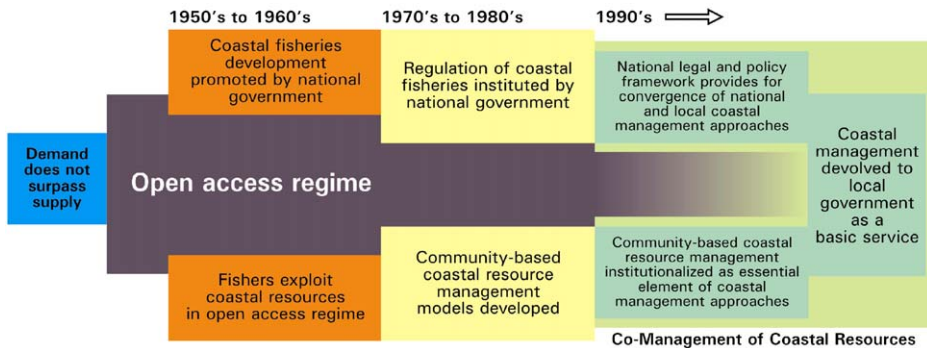 1950's to 1960's
1970's to 1980's
1990's
Coastal fisheries
development
promoted by national
government
Regulation of coastal
fisheries instituted by
national government
National legal and policy
framework provides for
convergence of national
and local coastal
management approaches
Demand
does not
surpass
supply
Open access regime
Coastal
management
devolved to
local
government
as a
basic service
Fishers exploit
coastal resources
in open access regime
Community-based
coastal resource
management
models developed
Community-based coastal
resource management
institutionalized as essential
element of coastal
management approaches
Co-Management of Coastal Resources